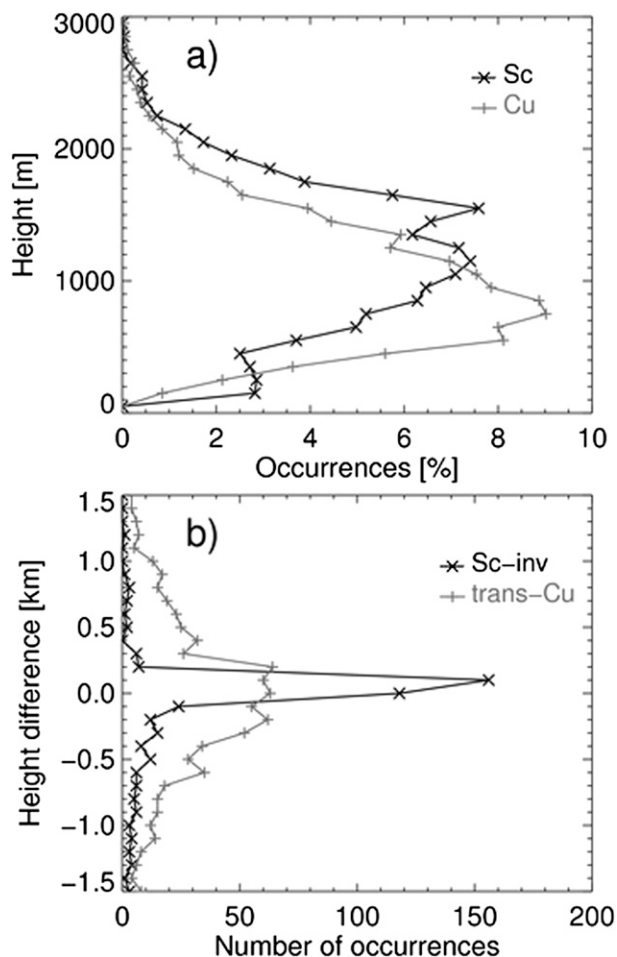 3000
a)
Sc
Cu
2000
Height [m]
1000
0
0 2 4 6 8 10
Occurrences [%]
1.5
b)
Sc−inv
1.0
trans−Cu
0.5
Height difference [km]
0.0
−0.5
−1.0
−1.5
0 50 100 150 200
Number of occurrences